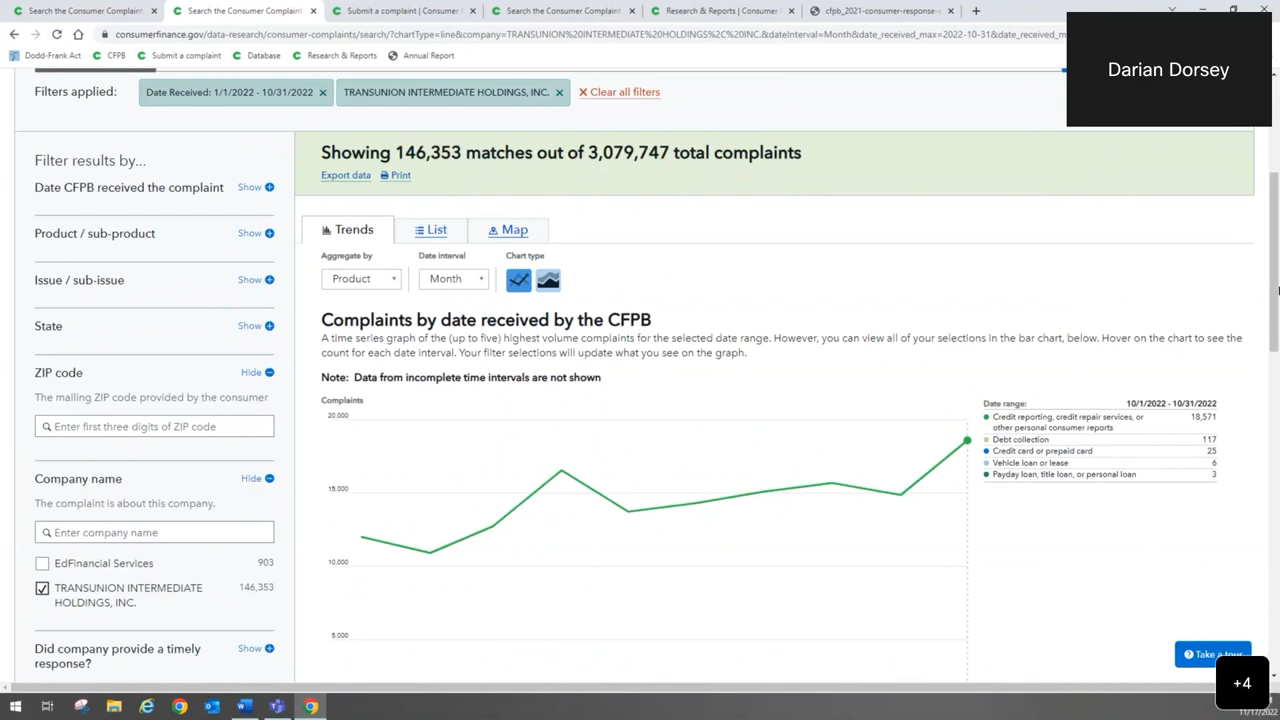 Search the Consumer Complaint
Search the Consumer Complaint
Submit a complaint | Consumer
Search the Consumer Complaint
Research & Reports | Consumer
cfpb_2021-consumer-response-
consumerfinance.gov/data-research/consumer-complaints/search/?chartType=line&company=TRANSUNION%20INTERMEDIATE%20HOLDINGS%2C%20INC.&dateInterval=Month&date_received_max=2022-10-31&date_received_m
Dodd-Frank Act
CFPB
Submit a complaint
Database
Research & Reports
Annual Report
Darian Dorsey
Filters applied:
Date Received: 1/1/2022 - 10/31/2022
TRANSUNION INTERMEDIATE HOLDINGS, INC.
Clear all filters
Filter results by...
Date CFPB received the complaint Show
Product / sub-product Show
Issue / sub-issue Show
State Show
ZIP code Hide
The mailing ZIP code provided by the consumer
Enter first three digits of ZIP code
Company name Hide
The complaint is about this company.
Enter company name
EdFinancial Services 903
TRANSUNION INTERMEDIATE 146,353
HOLDINGS, INC.
Did company provide a timely Show
response?
Showing 146,353 matches out of 3,079,747 total complaints
Export data Print
Trends List Map
Aggregate by Date interval Chart type
Product Month
Complaints by date received by the CFPB
A time series graph of the (up to five) highest volume complaints for the selected date range. However, you can view all of your selections in the bar chart, below. Hover on the chart to see the
count for each date interval. Your filter selections will update what you see on the graph.
Note: Data from incomplete time intervals are not shown
Complaints
20,000
15,000
10,000
5,000
Date range: 10/1/2022 - 10/31/2022
Credit reporting, credit repair services, or 18,571
other personal consumer reports
Debt collection 117
Credit card or prepaid card 25
Vehicle loan or lease 6
Payday loan, title loan, or personal loan 3
Take a tour
+4
11/17/2022